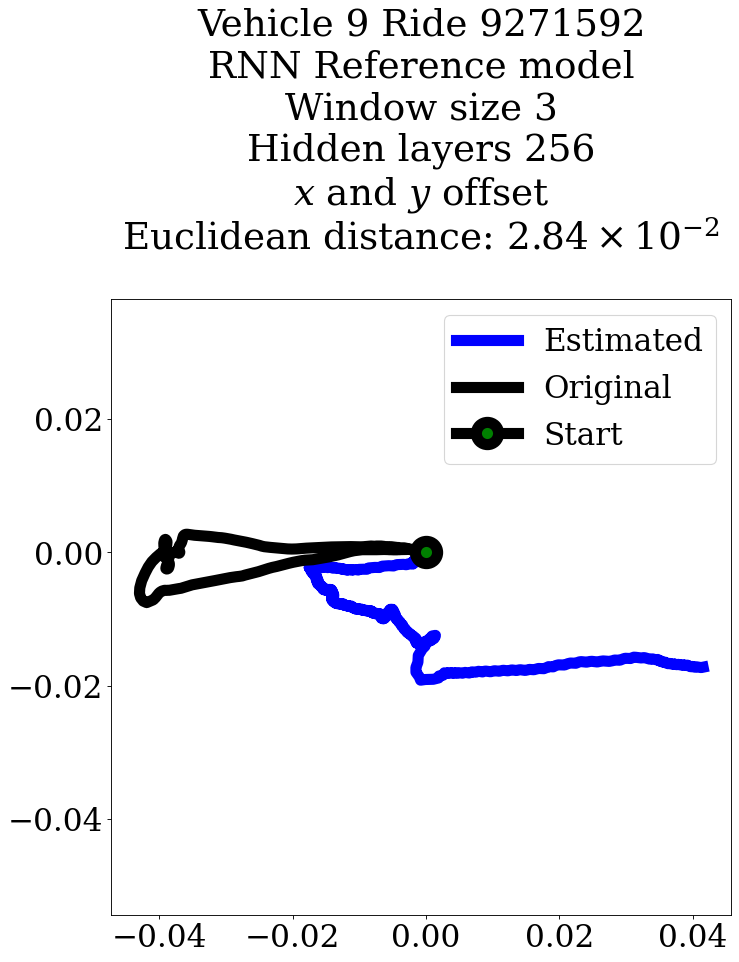 Vehicle 9 Ride 9271592
RNN Reference model
Window size 3
Hidden layers 256
x and y offset
Euclidean distance: 2.84 × 10⁻²
Estimated
Original
Start
0.02
0.00
−0.02
−0.04
−0.04 −0.02 0.00 0.02 0.04